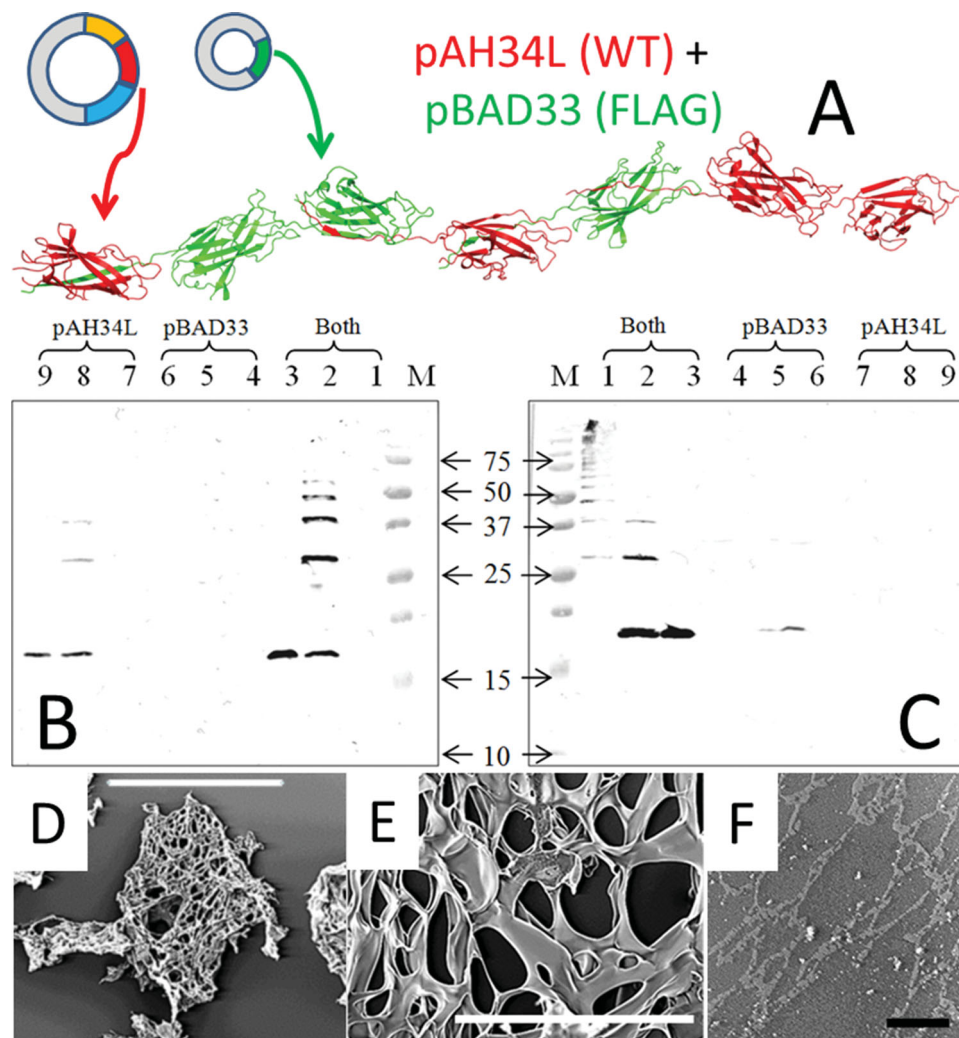 pAH34L (WT) +
pBAD33 (FLAG)
A
pAH34L pBAD33 Both
9 8 7 6 5 4 3 2 1 M
Both pBAD33 pAH34L
M 1 2 3 4 5 6 7 8 9
75
50
37
25
15
10
B
C
D
E
F